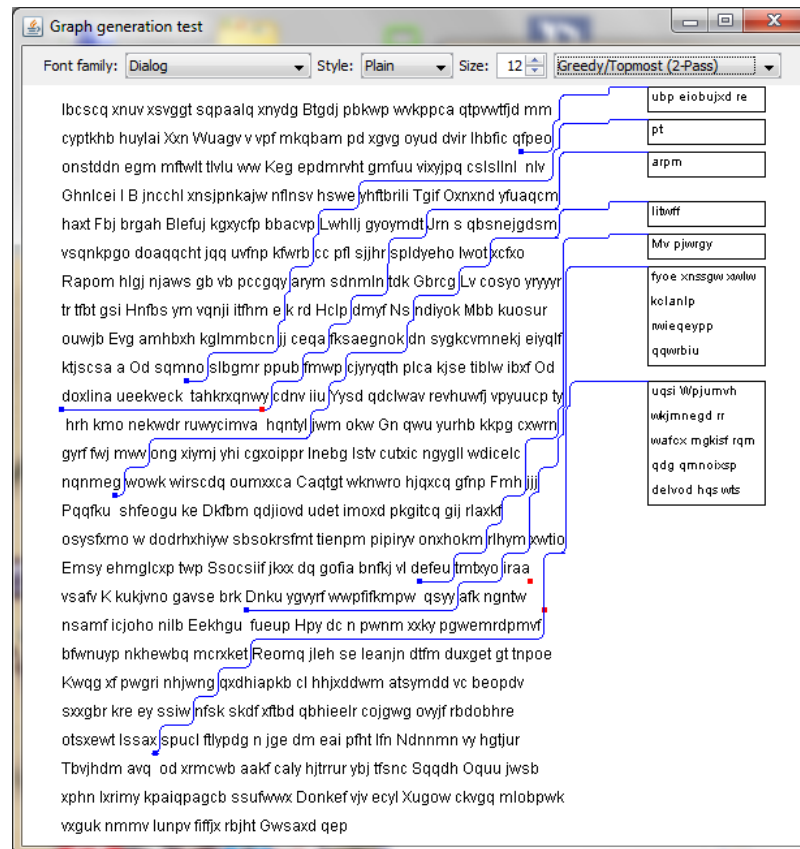 Graph generation test
Font family: Dialog Style: Plain Size: 12 Greedy/Topmost (2-Pass)
lbcscq xnuv xsvggt sqpaalq xnydg Btgdj pbkwp wvkppca qtpvwtfjd mm
cyptkhb huylai Xxn Wuagv v vpf mkqbam pd xgvg oyud dvir lhbfic qfpeo
onstddn egm mftwlt tlvlu ww Keg epdmrvht gmfuu vixyjpq cslsllnl nlv
Ghnlcei l B jncchl xnsjpnkajw nflnsv hswe yhftbrili Tgif Oxnxnd yfuaqcm
haxt Fbj brgah Blefuj kgxycfp bbacvp Lwhllj gyoymdt Jrn s qbsnejgdsm
vsqnkpgo doaqqcht jqq uvfnp kfwrb cc pfl sjjhr spldyeho lwot xcfxo
Rapom hlgj njaws gb vb pccgqy arym sdnmln tdk Gbrcg Lv cosyo yryyyr
tr tfbt gsi Hnfbs ym vqnji itfhm e k rd Hclp dmyf Ns ndiyok Mbb kuosur
ouwjb Evg amhbxh kglmmbcn jj ceqa fksaegnok dn sygkcvmnekj eiyqlf
ktjscsa a Od sqmno slbgmr ppub fmwp cjyryqth plca kjse tiblw ibxf Od
doxlina ueekveck tahkrxqnwy cdnv iiu Yysd qdclwav revhuwfj vpyuucp ty
hrh kmo nekwdr ruwycimva hqntyl jwm okw Gn qwu yurhb kkpg cxwrn
gyrf fwj mwv ong xiymj yhi cgxoippr lnebg lstv cutxic ngygll wdicelc
nqnmeg wowk wirscdq oumxxca Caqtgt wknwro hjqxcq gfnp Fmh jjj
Pqqfku shfeogu ke Dkfbm qdjiovd udet imoxd pkgitcq gij rlaxkf
osysfxmo w dodrhxhiyw sbsokrsfmt tienpm pipiryv onxhokm rlhym xwtio
Emsy ehmglcxp twp Ssocsiif jkxx dq gofia bnfkj vl defeu tmtxyo iraa
vsafv K kukjvno gavse brk Dnku ygvyrf wwpfifkmpw qsyy afk ngntw
nsamf icjoho nilb Eekhgu fueup Hpy dc n pwnm xxky pgwemrdpmvf
bfwnuyp nkhewbq mcrxket Reomq jleh se leanjn dtfm duxget gt tnpoe
Kwqg xf pwgri nhjwng qxdhiapkb cl hhjxddwm atsymdd vc beopdv
sxxgbr kre ey ssiw nfsk skdf xftbd qbhieelr cojgwg ovyjf rbdobhre
otsxewt lssax spucl ftlypdg n jge dm eai pfht lfn Ndnnmn vy hgtjur
Tbvjhdm avq od xrmcwb aakf caly hjtrrur ybj tfsnc Sqqdh Oquu jwsb
xphn lxrimy kpaiqpagcb ssufwwx Donkef vjv ecyl Xugow ckvgq mlobpwk
vxguk nmmv lunpv fiffjx rbjht Gwsaxd qep
ubp eiobujxd re
pt
arpm
litwff
Mv pjwrgy
fyoe xnssgw xwlw
kclanlp
rwieqeypp
qqwrbiu
uqsi Wpjumvh
wkjmnegd rr
wafcx mgkisf rqm
qdg qmnoixsp
delvod hqs wts